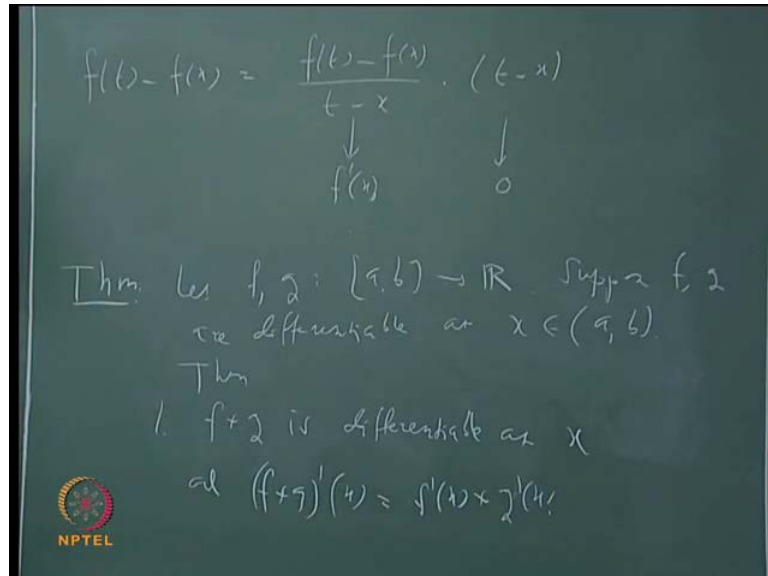 f(t) - f(x) = f(t) - f(x) / t - x . (t - x)
↓ ↓
f'(x) 0
Thm. Let f, g : [a, b] → R. Suppose f, g
are differentiable at x ∈ (a, b).
Then
1. f + g is differentiable at x
and (f + g)'(x) = f'(x) + g'(x).
NPTEL